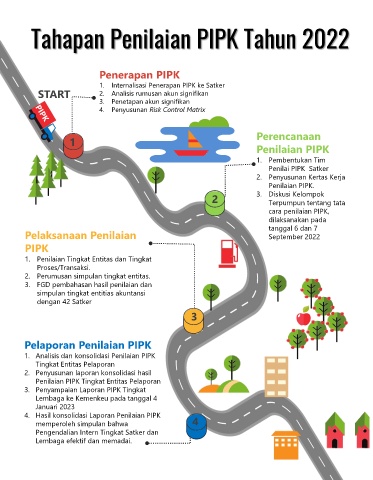 Tahapan Penilaian PIPK Tahun 2022
Penerapan PIPK
1. Internalisasi Penerapan PIPK ke Satker
2. Analisis rumusan akun signifikan
3. Penetapan akun signifikan
4. Penyusunan Risk Control Matrix
START
PIPK
1
Perencanaan
Penilaian PIPK
1. Pembentukan Tim
Penilai PIPK Satker
2. Penyusunan Kertas Kerja
Penilaian PIPK.
3. Diskusi Kelompok
Terpumpun tentang tata
cara penilaian PIPK,
dilaksanakan pada
tanggal 6 dan 7
September 2022
2
Pelaksanaan Penilaian
PIPK
1. Penilaian Tingkat Entitas dan Tingkat
Proses/Transaksi.
2. Perumusan simpulan tingkat entitas.
3. FGD pembahasan hasil penilaian dan
simpulan tingkat entitias akuntansi
dengan 42 Satker
3
Pelaporan Penilaian PIPK
1. Analisis dan konsolidasi Penilaian PIPK
Tingkat Entitas Pelaporan
2. Penyusunan laporan konsolidasi hasil
Penilaian PIPK Tingkat Entitas Pelaporan
3. Penyampaian Laporan PIPK Tingkat
Lembaga ke Kemenkeu pada tanggal 4
Januari 2023
4. Hasil konsolidasi Laporan Penilaian PIPK
memperoleh simpulan bahwa
Pengendalian Intern Tingkat Satker dan
Lembaga efektif dan memadai.
4